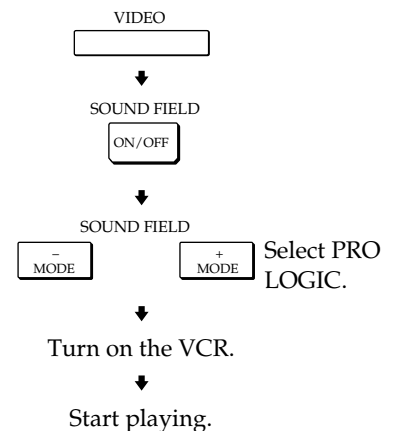 VIDEO
SOUND FIELD
ON/OFF
SOUND FIELD
– MODE
+ MODE
Select PRO LOGIC.
Turn on the VCR.
Start playing.